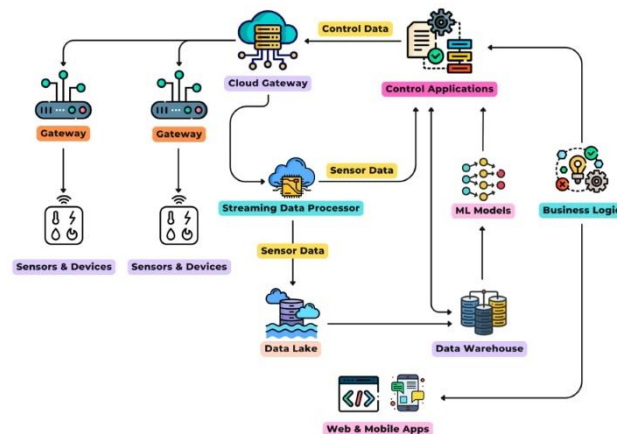 Control Data
Cloud Gateway
Control Applications
Gateway
Gateway
Sensor Data
Streaming Data Processor
ML Models
Business Logic
Sensors & Devices
Sensors & Devices
Sensor Data
Data Lake
Data Warehouse
Web & Mobile Apps